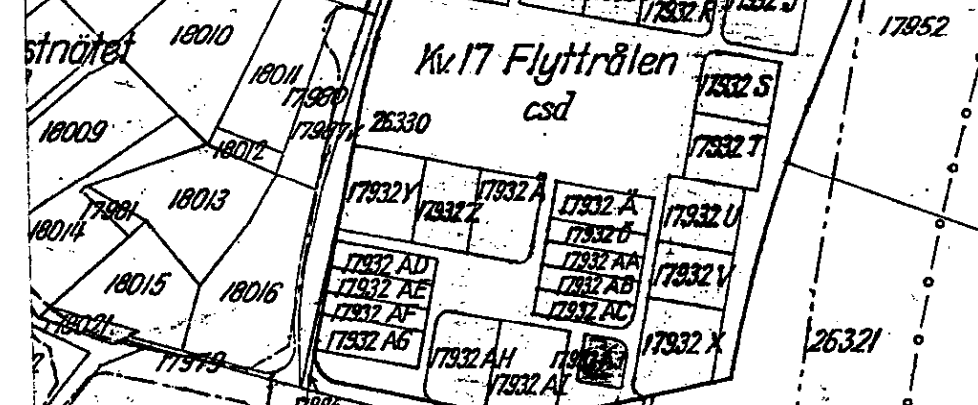 17932 R
18010
17952
Kv. 17 Flyttrålen
csd
18011
17932 S
17980
26330
18009
18012
17932 T
18013
17932 Y
17932 Z
17932 Å
17932 Ä
17932 U
17932 Ö
17981
18014
17932 AA
17932 AD
17932 V
17932 AB
17932 AE
18015
18016
17932 AC
17932 AF
18021
17932 AG
17932 X
26321
17932 AH
17979
17932 AI